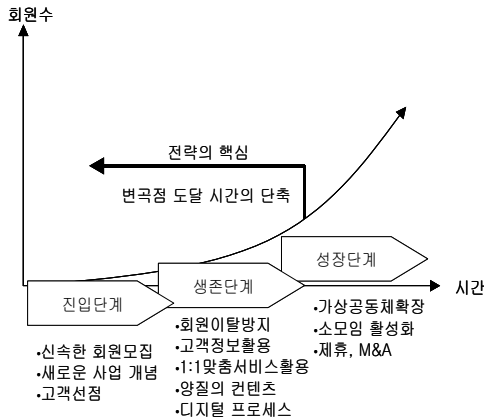 회원수
전략의 핵심
변곡점 도달 시간의 단축
성장단계
생존단계
진입단계
시간
•신속한 회원모집
•새로운 사업 개념
•고객선점
•회원이탈방지
•고객정보활용
•1:1맞춤서비스활용
•양질의 컨텐츠
•디지털 프로세스
•가상공동체확장
•소모임 활성화
•제휴, M&A